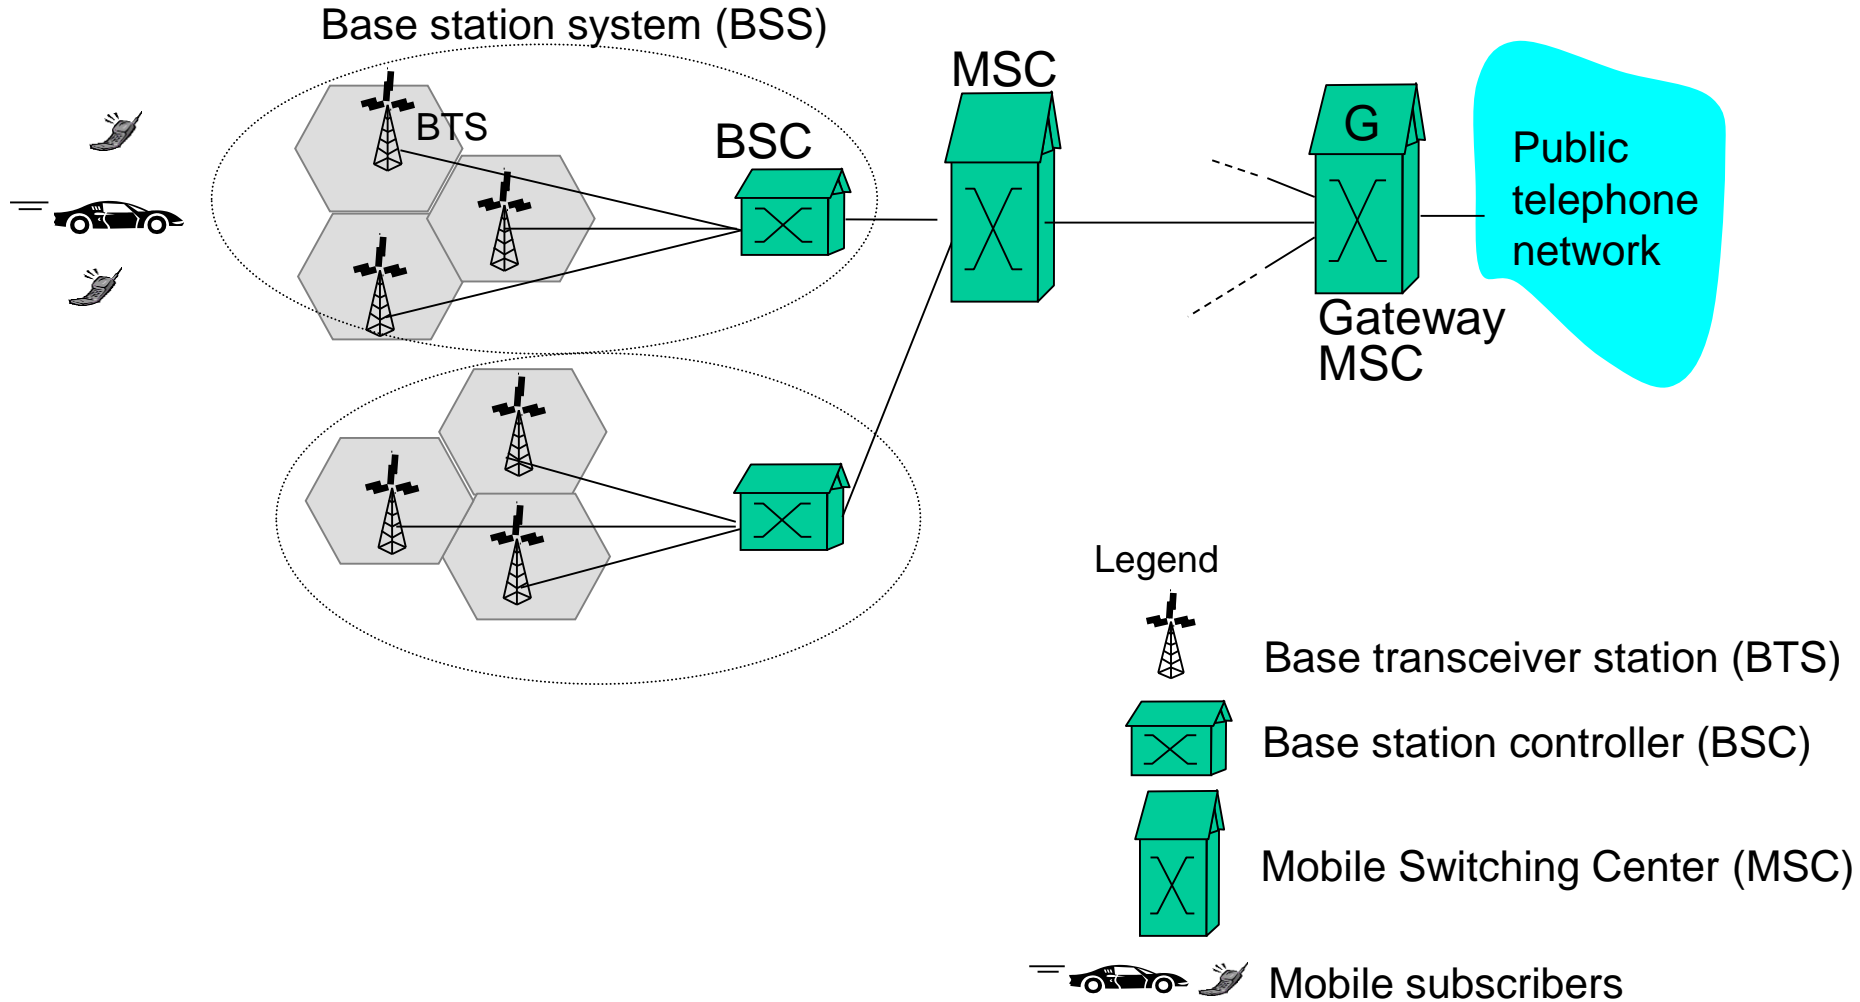 Base station system (BSS)
BTS
BSC
MSC
G
Gateway
MSC
Public
telephone
network
Legend
Base transceiver station (BTS)
Base station controller (BSC)
Mobile Switching Center (MSC)
Mobile subscribers